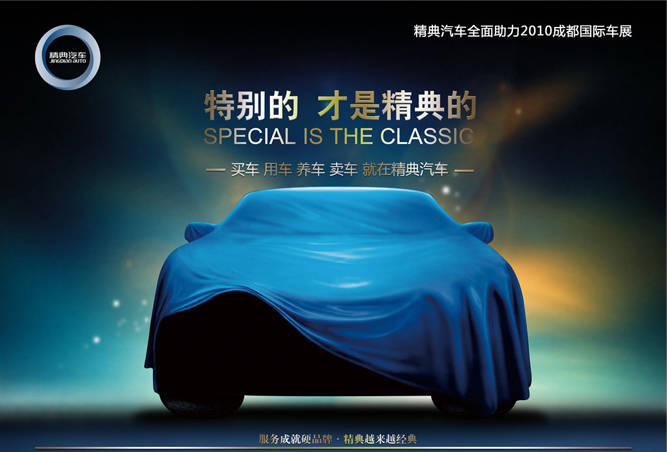 精典汽车
JINGDIAN AUTO
精典汽车全面助力2010成都国际车展
特别的 才是精典的
SPECIAL IS THE CLASSIC
买车 用车 养车 卖车 就在精典汽车
服务成就硬品牌·精典越来越经典